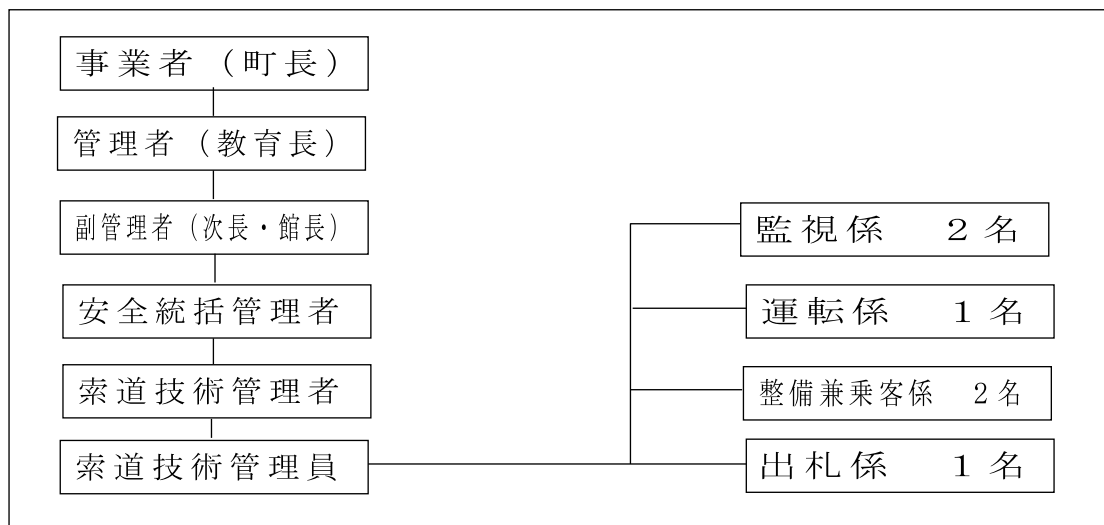 事業者（町長）
管理者（教育長）
副管理者（次長・館長）
安全統括管理者
索道技術管理者
索道技術管理員
監視係　２名
運転係　１名
整備兼乗客係　２名
出札係　１名